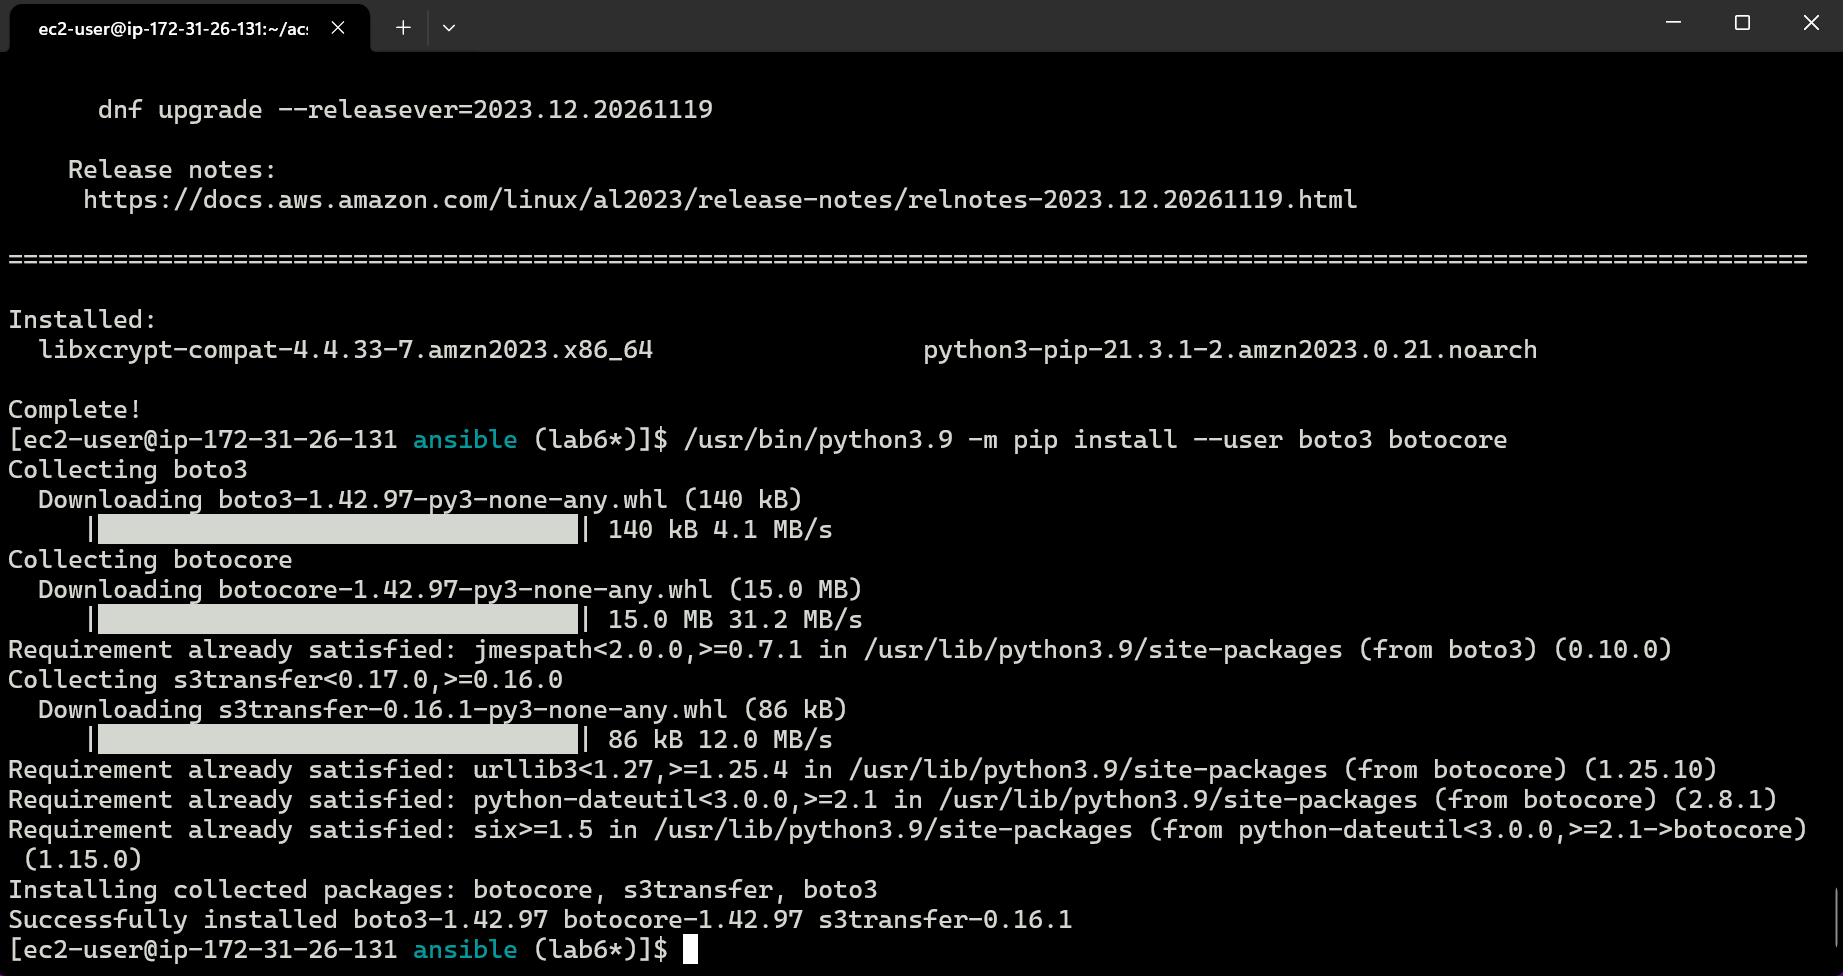 ec2-user@ip-172-31-26-131:~/acs
dnf upgrade --releasever=2023.12.20261119
Release notes:
https://docs.aws.amazon.com/linux/al2023/release-notes/relnotes-2023.12.20261119.html
========================================================================================================================
Installed:
libxcrypt-compat-4.4.33-7.amzn2023.x86_64 python3-pip-21.3.1-2.amzn2023.0.21.noarch
Complete!
[ec2-user@ip-172-31-26-131 ansible (lab6*)]$ /usr/bin/python3.9 -m pip install --user boto3 botocore
Collecting boto3
Downloading boto3-1.42.97-py3-none-any.whl (140 kB)
|████████████████████████████████| 140 kB 4.1 MB/s
Collecting botocore
Downloading botocore-1.42.97-py3-none-any.whl (15.0 MB)
|████████████████████████████████| 15.0 MB 31.2 MB/s
Requirement already satisfied: jmespath<2.0.0,>=0.7.1 in /usr/lib/python3.9/site-packages (from boto3) (0.10.0)
Collecting s3transfer<0.17.0,>=0.16.0
Downloading s3transfer-0.16.1-py3-none-any.whl (86 kB)
|████████████████████████████████| 86 kB 12.0 MB/s
Requirement already satisfied: urllib3<1.27,>=1.25.4 in /usr/lib/python3.9/site-packages (from botocore) (1.25.10)
Requirement already satisfied: python-dateutil<3.0.0,>=2.1 in /usr/lib/python3.9/site-packages (from botocore) (2.8.1)
Requirement already satisfied: six>=1.5 in /usr/lib/python3.9/site-packages (from python-dateutil<3.0.0,>=2.1->botocore)
(1.15.0)
Installing collected packages: botocore, s3transfer, boto3
Successfully installed boto3-1.42.97 botocore-1.42.97 s3transfer-0.16.1
[ec2-user@ip-172-31-26-131 ansible (lab6*)]$